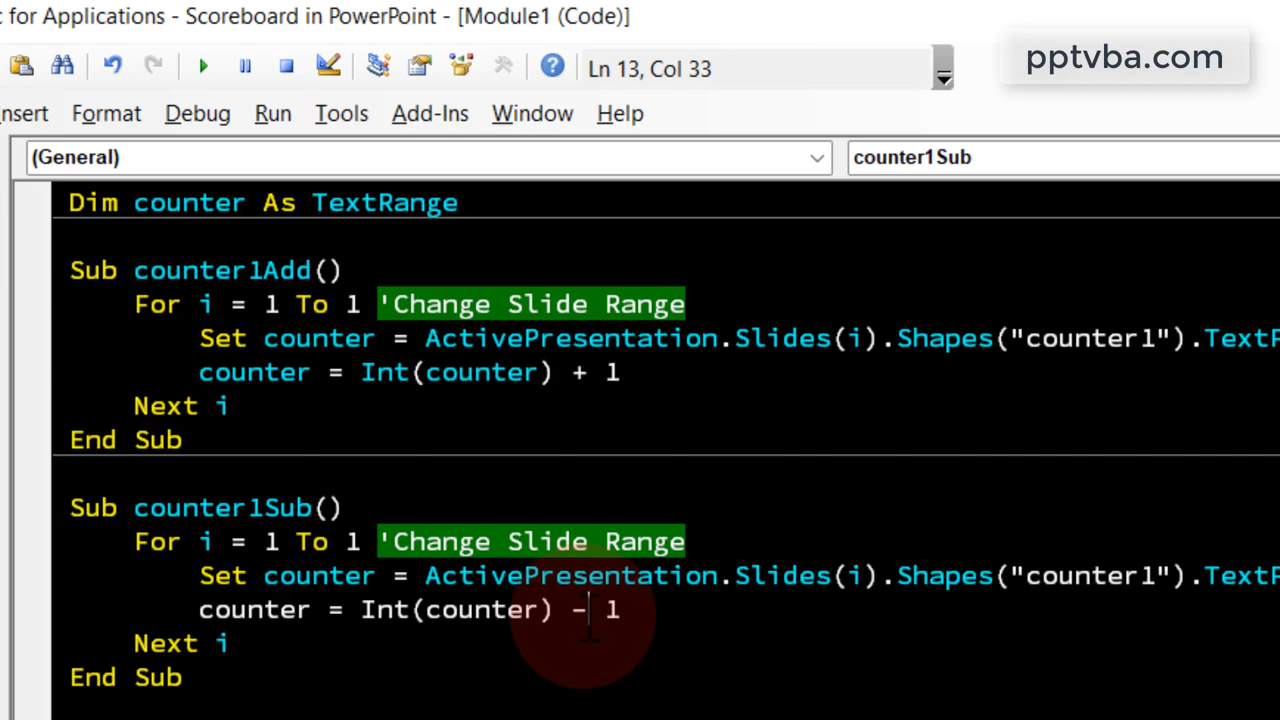 c for Applications - Scoreboard in PowerPoint - [Module1 (Code)]
pptvba.com
Ln 13, Col 33
nsert Format Debug Run Tools Add-Ins Window Help
(General) counter1Sub
Dim counter As TextRange
Sub counter1Add()
For i = 1 To 1 'Change Slide Range
Set counter = ActivePresentation.Slides(i).Shapes("counter1").TextF
counter = Int(counter) + 1
Next i
End Sub
Sub counter1Sub()
For i = 1 To 1 'Change Slide Range
Set counter = ActivePresentation.Slides(i).Shapes("counter1").TextF
counter = Int(counter) - 1
Next i
End Sub